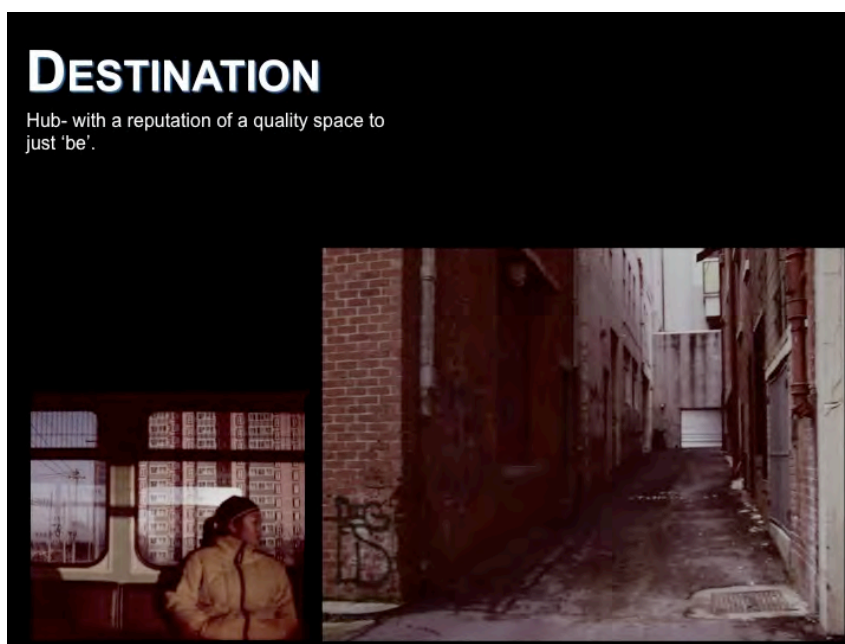 DESTINATION
Hub- with a reputation of a quality space to
just ‘be’.